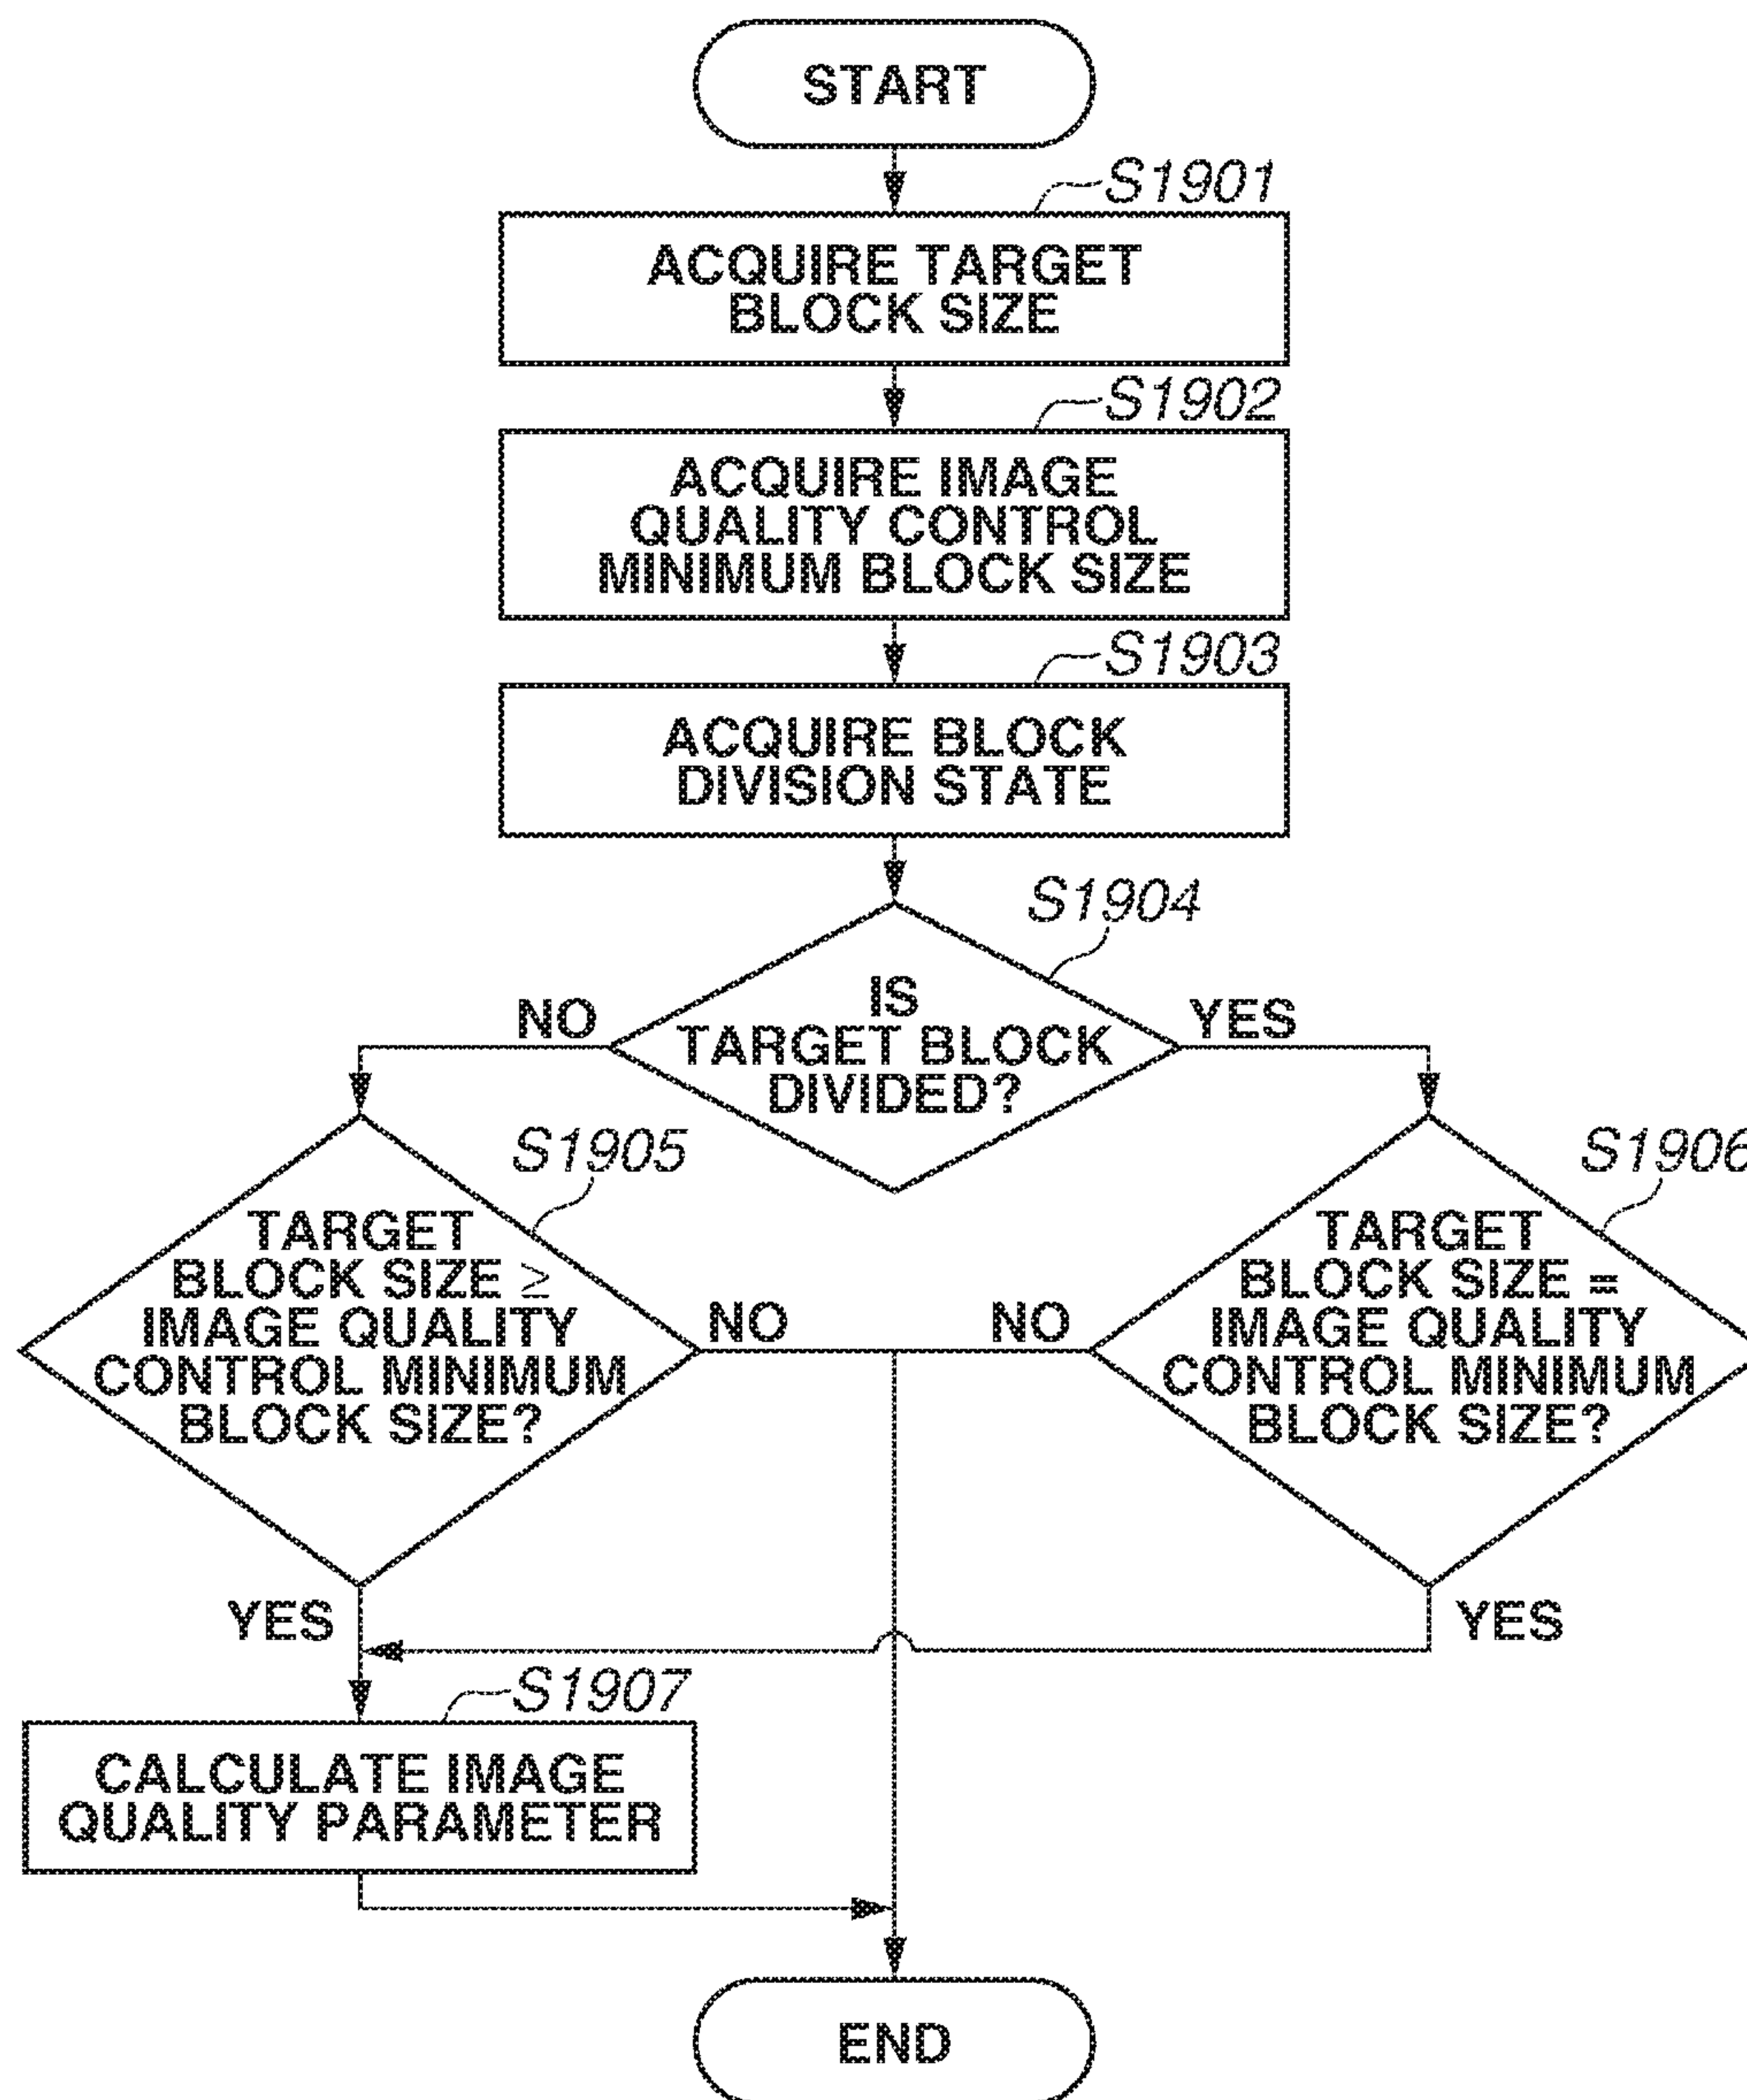 START
S1901
ACQUIRE TARGET
BLOCK SIZE
S1902
ACQUIRE IMAGE
QUALITY CONTROL
MINIMUM BLOCK SIZE
S1903
ACQUIRE BLOCK
DIVISION STATE
S1904
IS
TARGET BLOCK
DIVIDED?
NO
YES
S1905
TARGET
BLOCK SIZE ≥
IMAGE QUALITY
CONTROL MINIMUM
BLOCK SIZE?
NO
YES
S1906
TARGET
BLOCK SIZE =
IMAGE QUALITY
CONTROL MINIMUM
BLOCK SIZE?
NO
YES
S1907
CALCULATE IMAGE
QUALITY PARAMETER
END